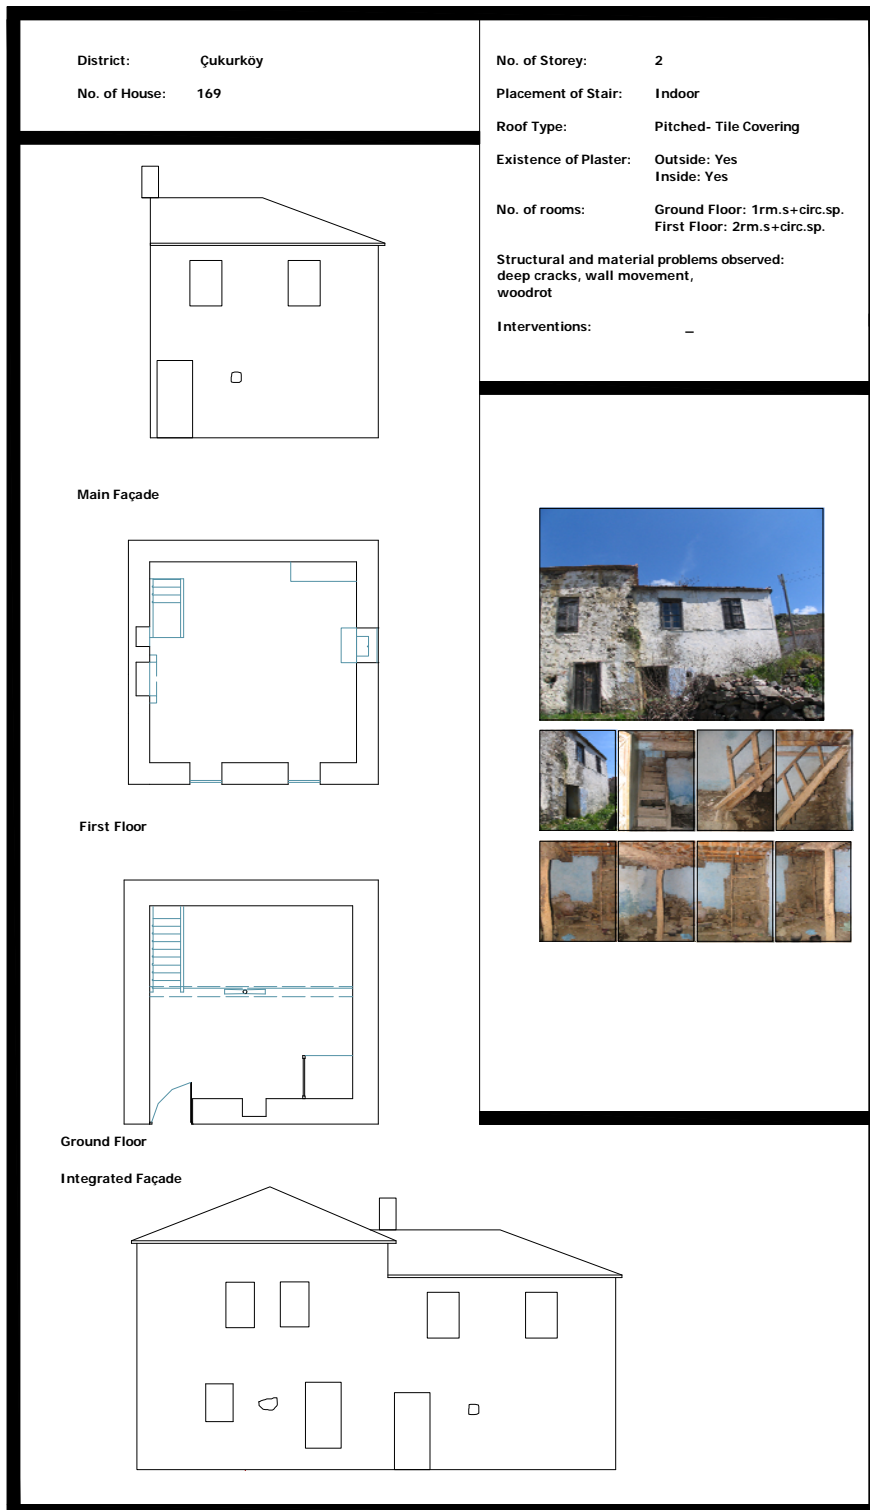 District: Çukurköy
No. of House: 169
No. of Storey: 2
Placement of Stair: Indoor
Roof Type: Pitched- Tile Covering
Existence of Plaster: Outside: Yes
Inside: Yes
No. of rooms: Ground Floor: 1rm.s+circ.sp.
First Floor: 2rm.s+circ.sp.
Structural and material problems observed:
deep cracks, wall movement,
woodrot
Interventions: _
Main Façade
First Floor
Ground Floor
Integrated Façade